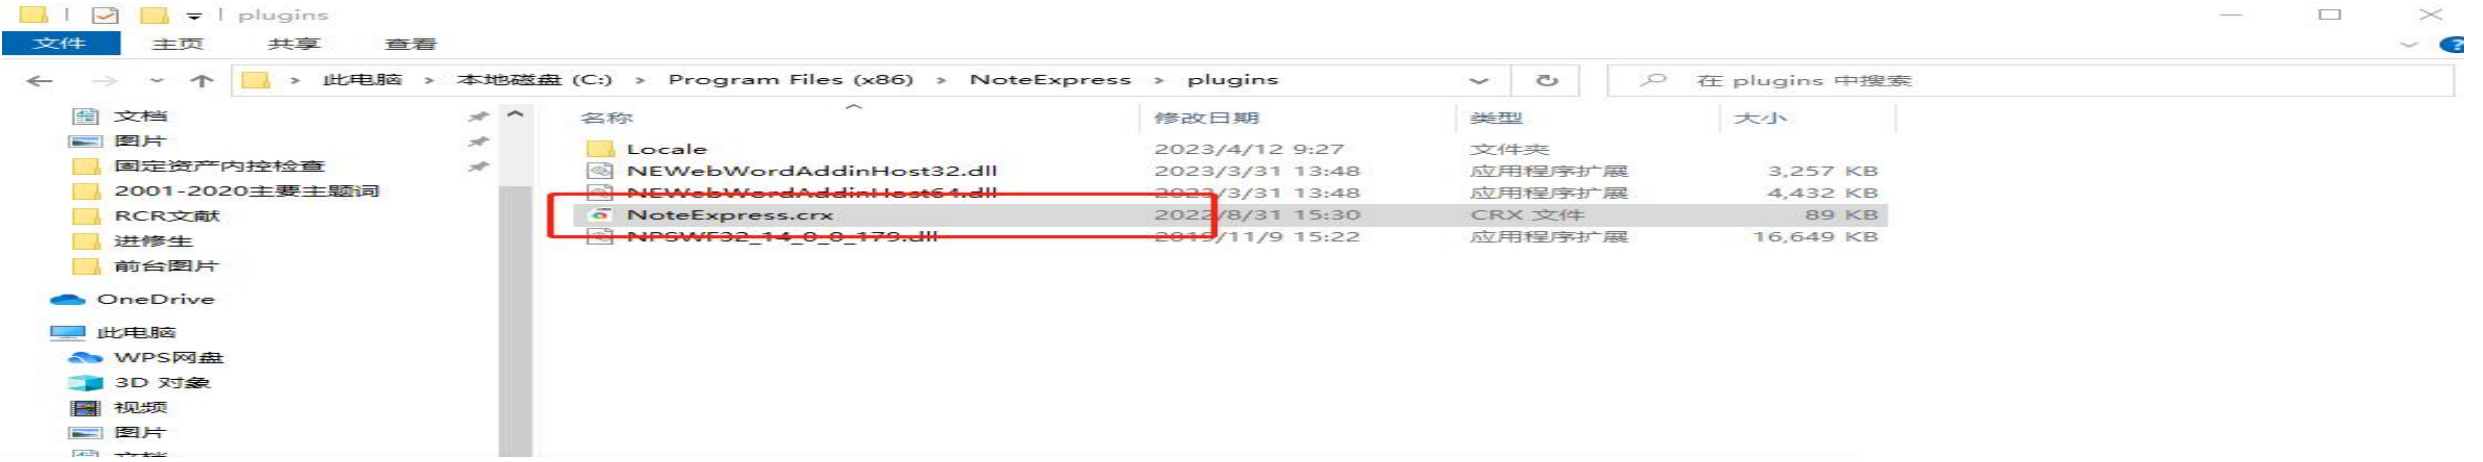 plugins
文件 主页 共享 查看
此电脑 > 本地磁盘 (C:) > Program Files (x86) > NoteExpress > plugins 在 plugins 中搜索
文档
图片
固定资产内控检查
2001-2020主要主题词
RCR文献
进修生
前台图片
OneDrive
此电脑
WPS网盘
3D 对象
视频
图片
文档
名称 修改日期 类型 大小
Locale 2023/4/12 9:27 文件夹
NEWebWordAddinHost32.dll 2023/3/31 13:48 应用程序扩展 3,257 KB
NEWebWordAddinHost64.dll 2023/3/31 13:48 应用程序扩展 4,432 KB
NoteExpress.crx 2022/8/31 15:30 CRX 文件 89 KB
NPSWF32_14_0_0_179.dll 2019/11/9 15:22 应用程序扩展 16,649 KB